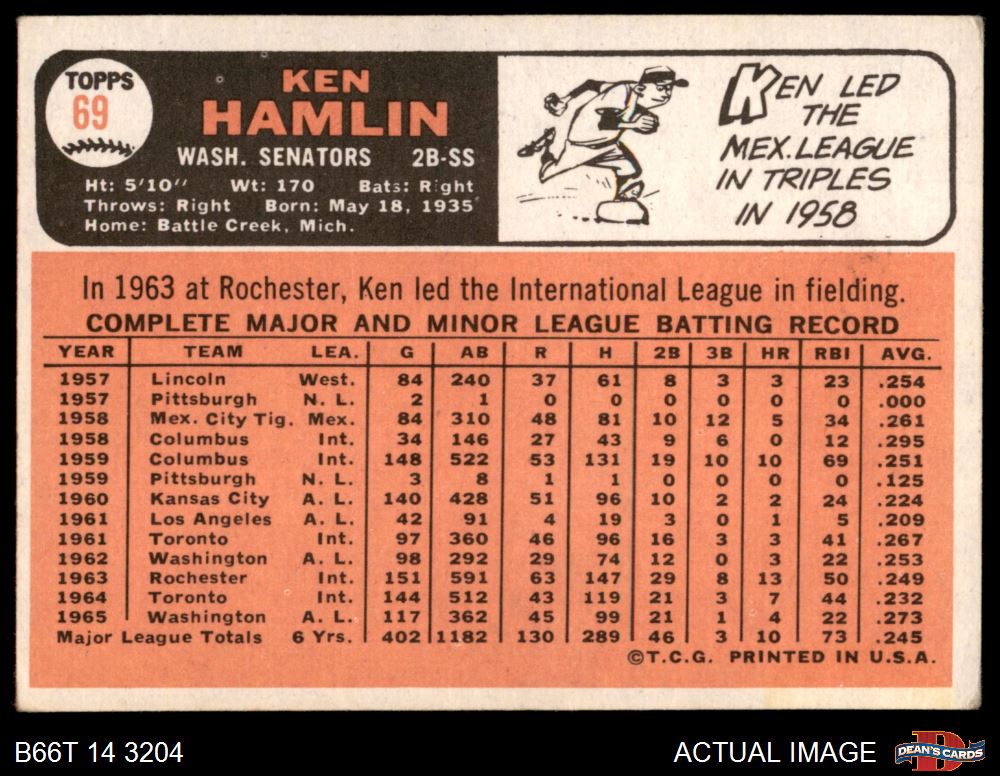 TOPPS
69
KEN
HAMLIN
WASH. SENATORS 2B-SS
Ht: 5'10" Wt: 170 Bats: Right
Throws: Right Born: May 18, 1935
Home: Battle Creek, Mich.
KEN LED
THE
MEX. LEAGUE
IN TRIPLES
IN 1958
In 1963 at Rochester, Ken led the International League in fielding.
COMPLETE MAJOR AND MINOR LEAGUE BATTING RECORD
YEAR TEAM LEA. G AB R H 2B 3B HR RBI AVG.
1957 Lincoln West. 84 240 37 61 8 3 3 23 .254
1957 Pittsburgh N. L. 2 1 0 0 0 0 0 0 .000
1958 Mex. City Tig. Mex. 84 310 48 81 10 12 5 34 .261
1958 Columbus Int. 34 146 27 43 9 6 0 12 .295
1959 Columbus Int. 148 522 53 131 19 10 10 69 .251
1959 Pittsburgh N. L. 3 8 1 1 0 0 0 0 .125
1960 Kansas City A. L. 140 428 51 96 10 2 2 24 .224
1961 Los Angeles A. L. 42 91 4 19 3 0 1 5 .209
1961 Toronto Int. 97 360 46 96 16 3 3 41 .267
1962 Washington A. L. 98 292 29 74 12 0 3 22 .253
1963 Rochester Int. 151 591 63 147 29 8 13 50 .249
1964 Toronto Int. 144 512 43 119 21 3 7 44 .232
1965 Washington A. L. 117 362 45 99 21 1 4 22 .273
Major League Totals 6 Yrs. 402 1182 130 289 46 3 10 73 .245
©T.C.G. PRINTED IN U.S.A.
B66T 14 3204
ACTUAL IMAGE
D
DEAN'S CARDS